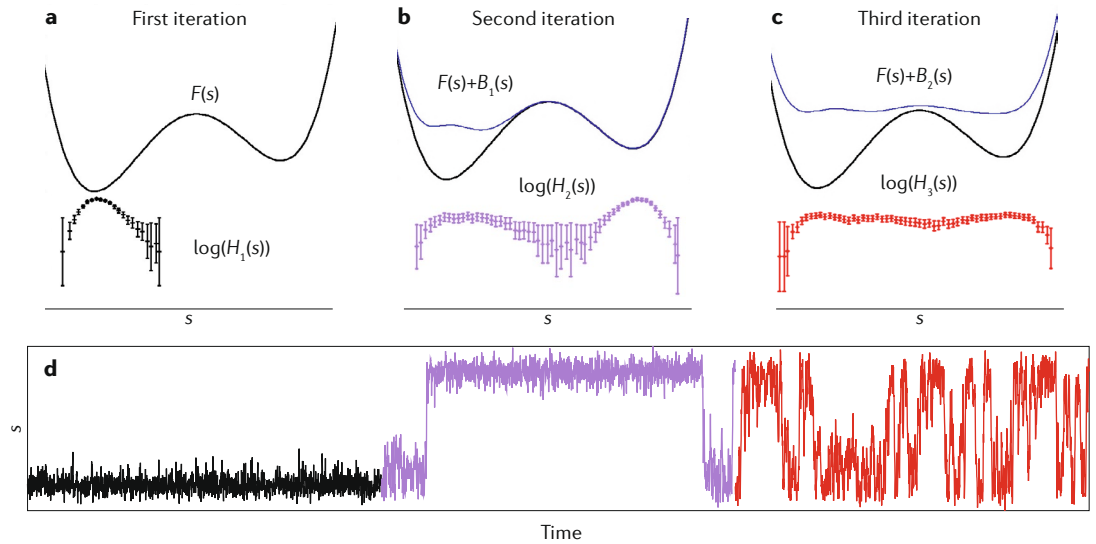 a First iteration
F(s)
log(H₁(s))
s
b Second iteration
F(s)+B₁(s)
log(H₂(s))
s
c Third iteration
F(s)+B₂(s)
log(H₃(s))
s
d
s
Time